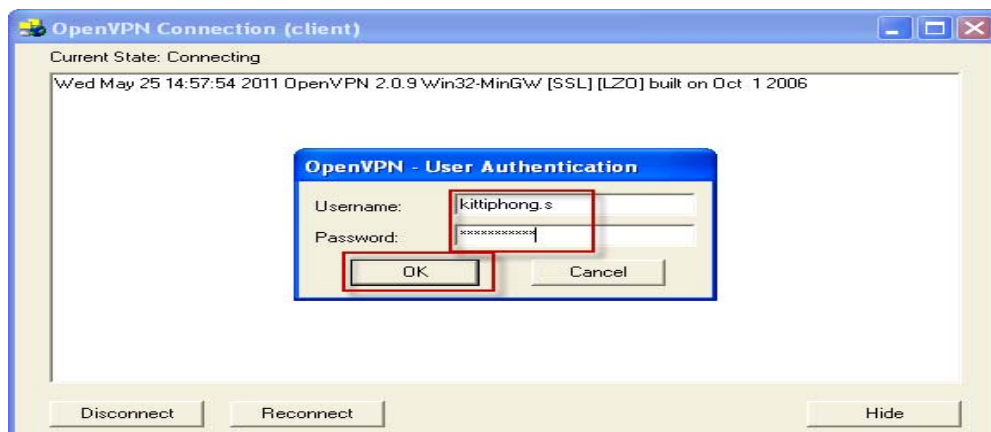 OpenVPN Connection (client)
Current State: Connecting
Wed May 25 14:57:54 2011 OpenVPN 2.0.9 Win32-MinGW [SSL] [LZO] built on Oct  1 2006
OpenVPN - User Authentication
Username: kittiphong.s
Password: ***********
OK Cancel
Disconnect Reconnect Hide